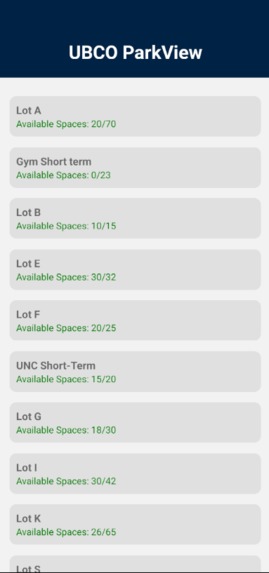 UBCO ParkView
Lot A
Available Spaces: 20/70
Gym Short term
Available Spaces: 0/23
Lot B
Available Spaces: 10/15
Lot E
Available Spaces: 30/32
Lot F
Available Spaces: 20/25
UNC Short-Term
Available Spaces: 15/20
Lot G
Available Spaces: 18/30
Lot I
Available Spaces: 30/42
Lot K
Available Spaces: 26/65
Lot S